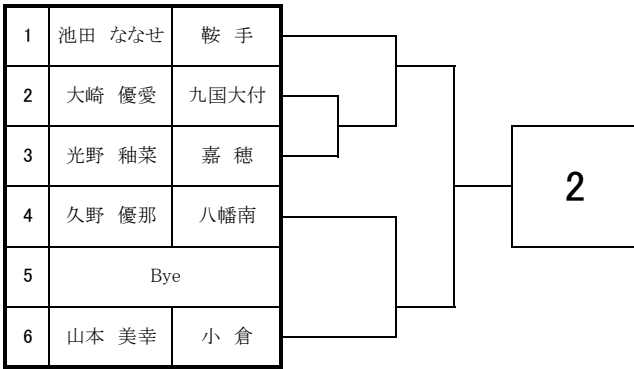 1 池田 ななせ 鞍 手
2 大崎 優愛 九国大付
3 光野 釉菜 嘉 穂
4 久野 優那 八幡南
5 Bye
6 山本 美幸 小 倉
2